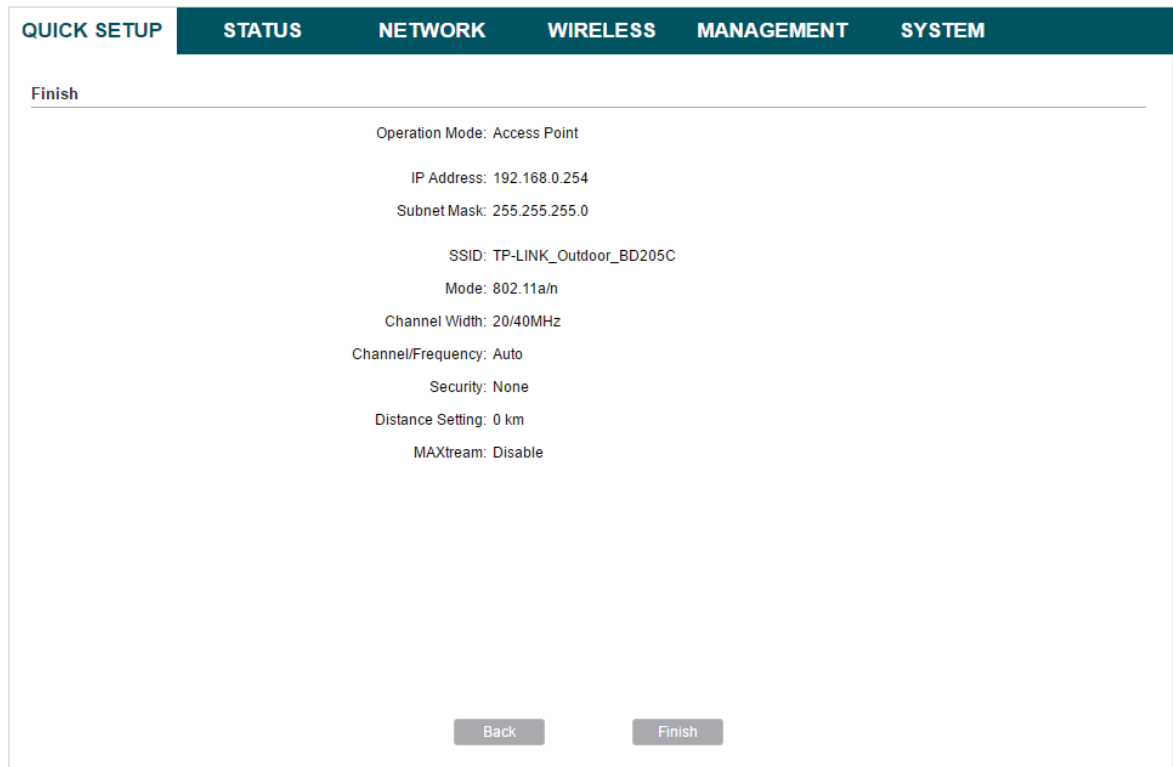 QUICK SETUP STATUS NETWORK WIRELESS MANAGEMENT SYSTEM
Finish
Operation Mode: Access Point
IP Address: 192.168.0.254
Subnet Mask: 255.255.255.0
SSID: TP-LINK_Outdoor_BD205C
Mode: 802.11a/n
Channel Width: 20/40MHz
Channel/Frequency: Auto
Security: None
Distance Setting: 0 km
MAXtream: Disable
Back Finish